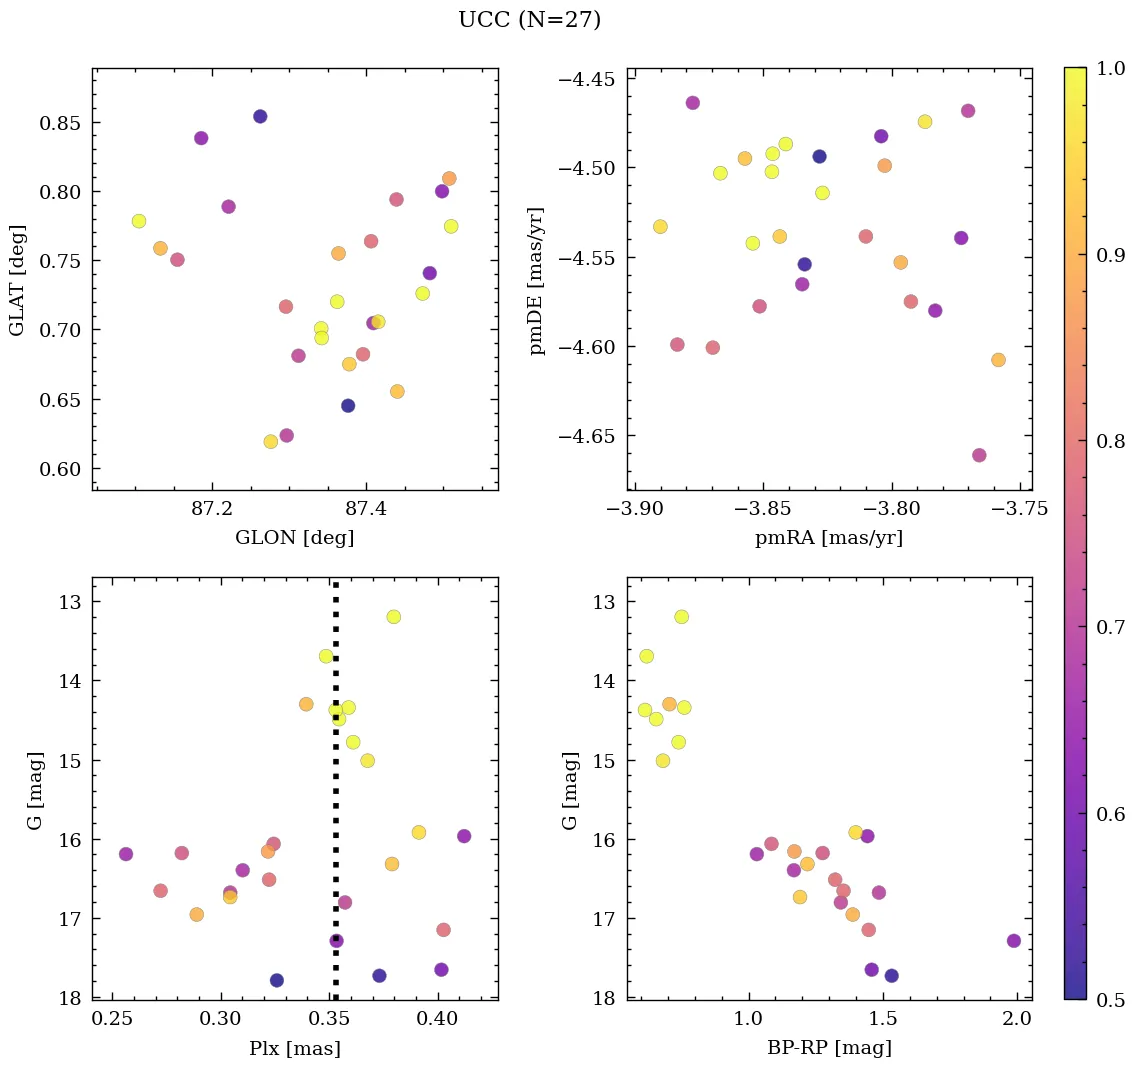 UCC (N=27)
0.85
0.80
0.75
0.70
0.65
0.60
GLAT [deg]
87.2 87.4
GLON [deg]
−4.45
−4.50
−4.55
−4.60
−4.65
pmDE [mas/yr]
−3.90 −3.85 −3.80 −3.75
pmRA [mas/yr]
13
14
15
16
17
18
G [mag]
0.25 0.30 0.35 0.40
Plx [mas]
13
14
15
16
17
18
G [mag]
1.0 1.5 2.0
BP-RP [mag]
1.0
0.9
0.8
0.7
0.6
0.5